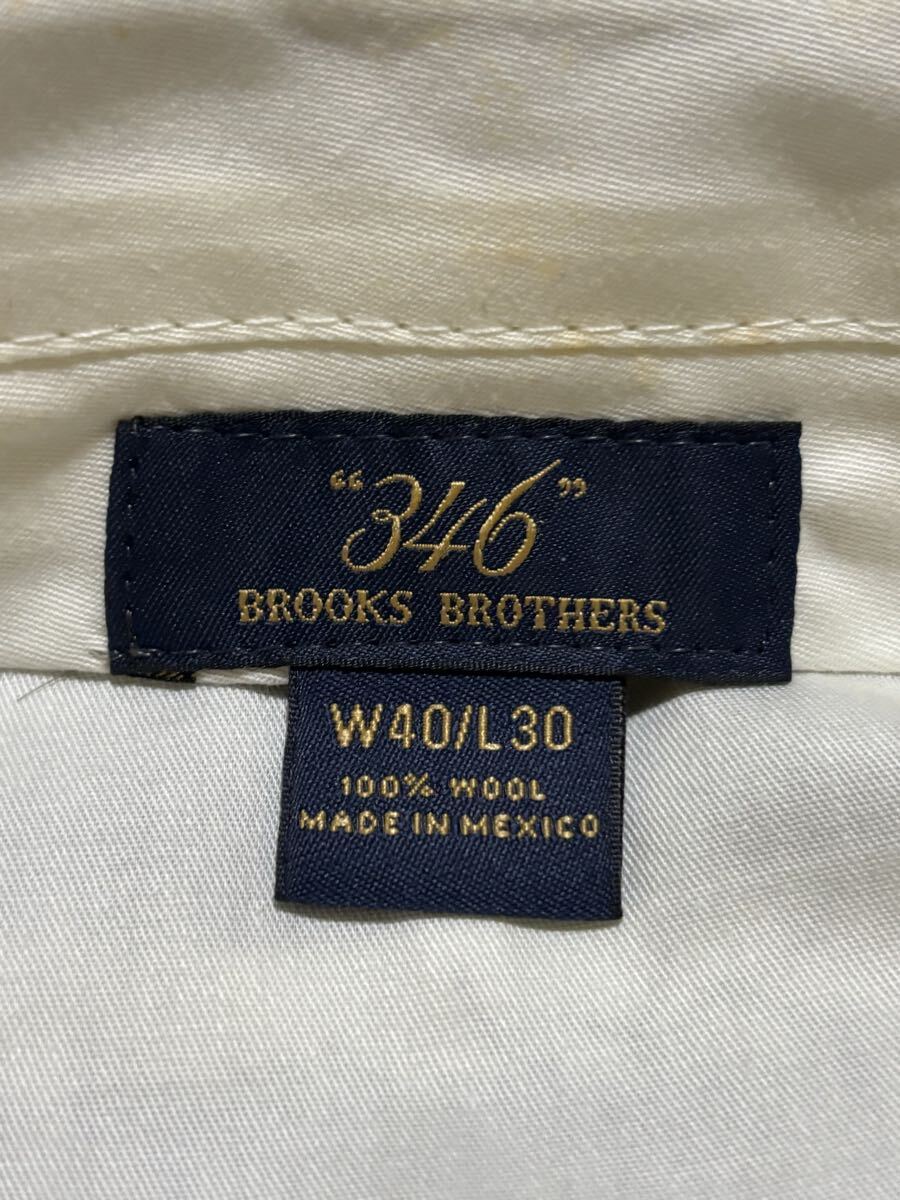 “346”
BROOKS BROTHERS
W40/L30
100% WOOL
MADE IN MEXICO